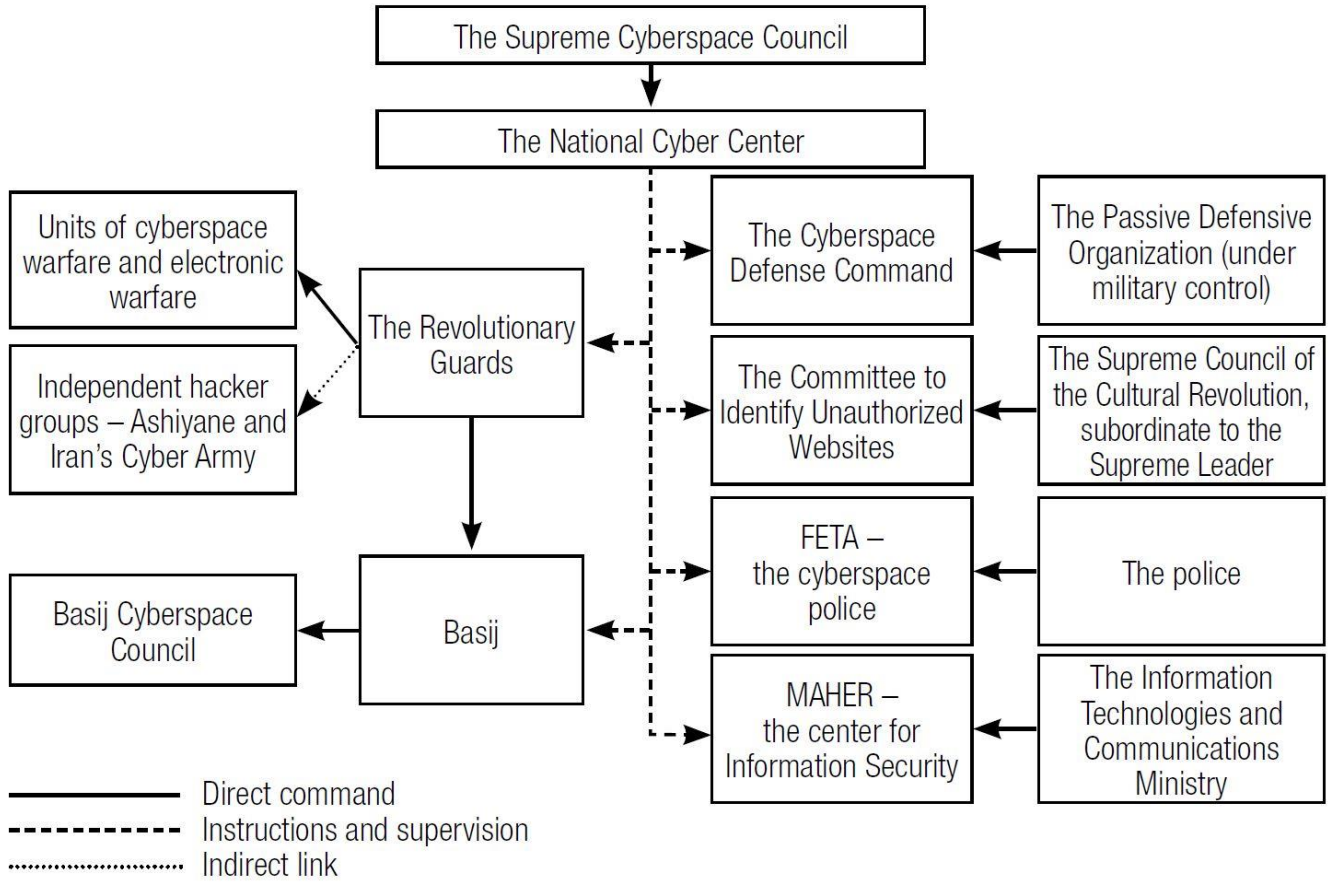 The Supreme Cyberspace Council
The National Cyber Center
Units of cyberspace
warfare and electronic
warfare
Independent hacker
groups – Ashiyane and
Iran's Cyber Army
The Revolutionary
Guards
Basij Cyberspace
Council
Basij
The Cyberspace
Defense Command
The Passive Defensive
Organization (under
military control)
The Committee to
Identify Unauthorized
Websites
The Supreme Council of
the Cultural Revolution,
subordinate to the
Supreme Leader
FETA –
the cyberspace
police
The police
MAHER –
the center for
Information Security
The Information
Technologies and
Communications
Ministry
Direct command
Instructions and supervision
Indirect link